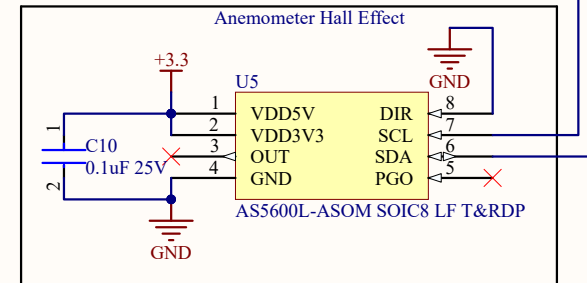 Anemometer Hall Effect
+3.3
GND
U5
1 VDD5V DIR 8
2 VDD3V3 SCL 7
3 OUT SDA 6
4 GND PGO 5
1
C10
0.1uF 25V
2
AS5600L-ASOM SOIC8 LF T&RDP
GND